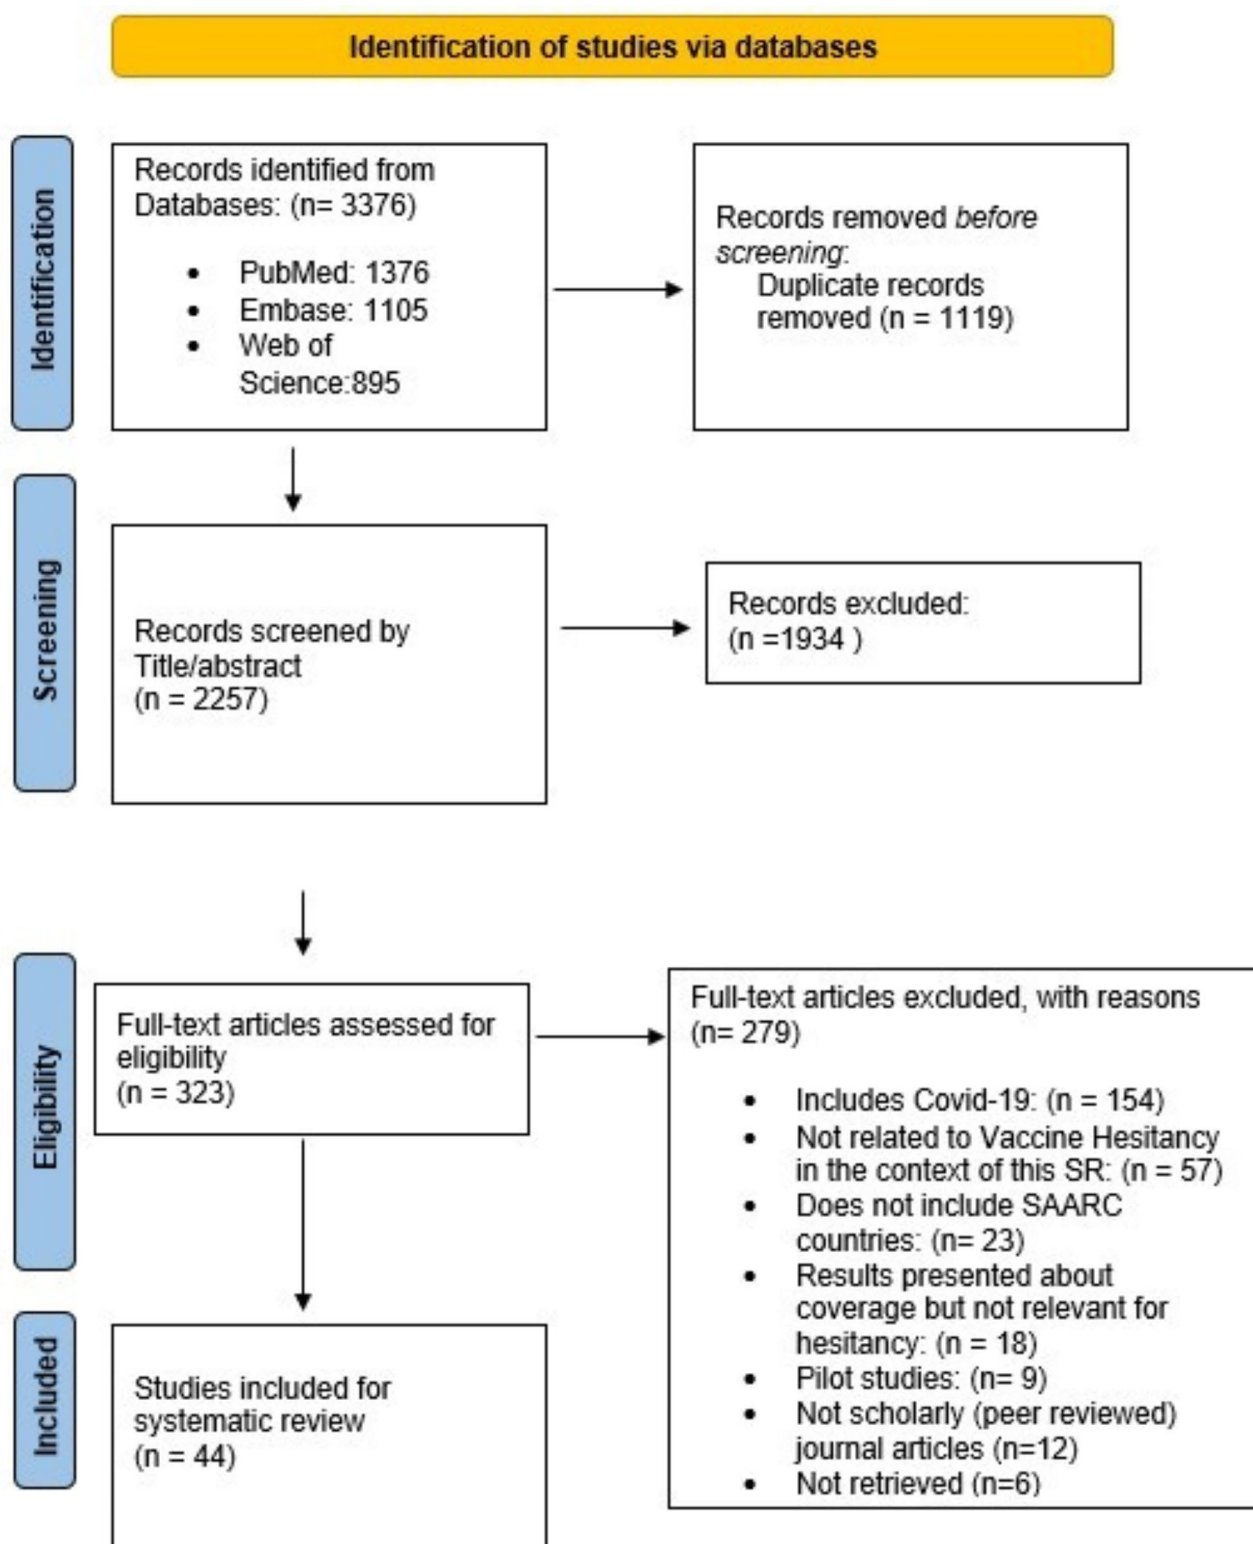 Identification of studies via databases
Identification
Records identified from
Databases: (n= 3376)
• PubMed: 1376
• Embase: 1105
• Web of
Science:895
Records removed before
screening:
Duplicate records
removed (n = 1119)
Screening
Records screened by
Title/abstract
(n = 2257)
Records excluded:
(n =1934 )
Eligibility
Full-text articles assessed for
eligibility
(n = 323)
Full-text articles excluded, with reasons
(n= 279)
• Includes Covid-19: (n = 154)
• Not related to Vaccine Hesitancy
in the context of this SR: (n = 57)
• Does not include SAARC
countries: (n= 23)
• Results presented about
coverage but not relevant for
hesitancy: (n = 18)
• Pilot studies: (n= 9)
• Not scholarly (peer reviewed)
journal articles (n=12)
• Not retrieved (n=6)
Included
Studies included for
systematic review
(n = 44)